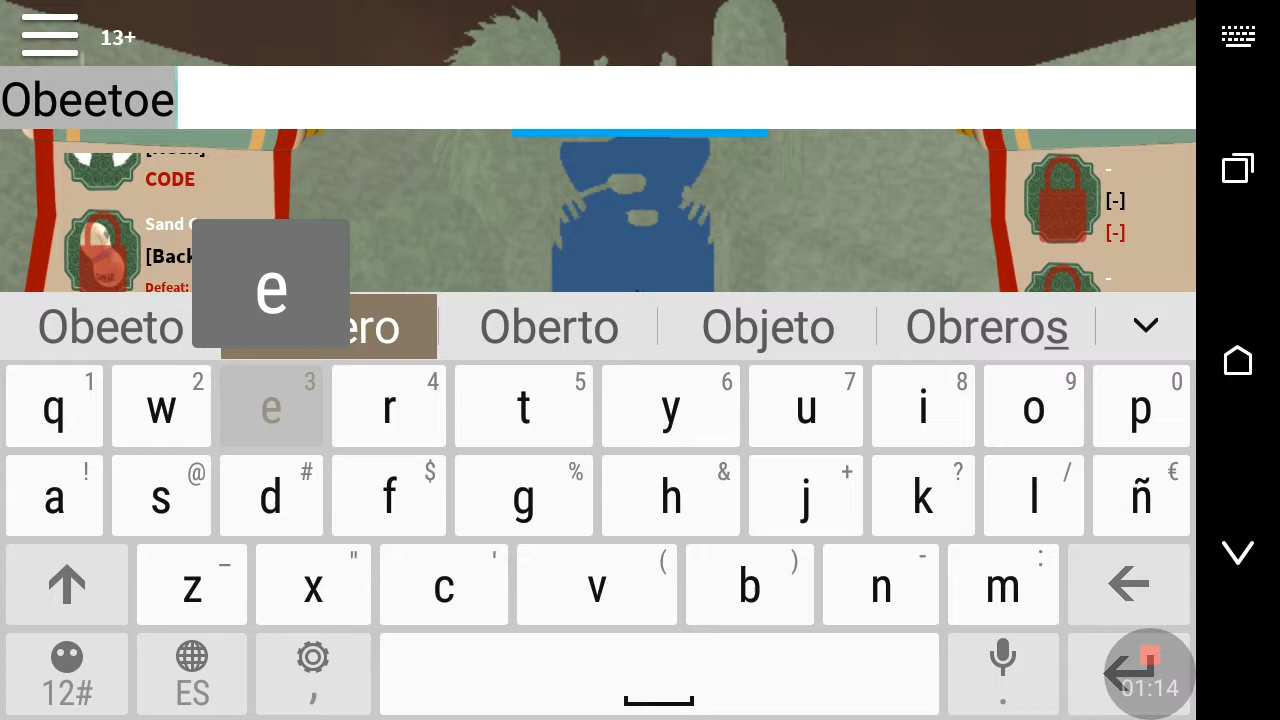 13+
Obeetoe
CODE
Sand
[Back
Defeat:
-
[-]
[-]
-
e
Obeeto ero Oberto Objeto Obreros
1 2 3 4 5 6 7 8 9 0
q w e r t y u i o p
! @ # $ % & + ? / €
a s d f g h j k l ñ
_ " ' ( ) - :
z x c v b n m
12# ES , .
01:14